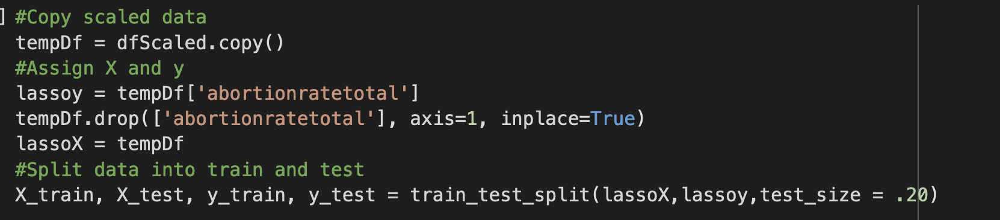 ] #Copy scaled data
tempDf = dfScaled.copy()
#Assign X and y
lassoy = tempDf['abortionratetotal']
tempDf.drop(['abortionratetotal'], axis=1, inplace=True)
lassoX = tempDf
#Split data into train and test
X_train, X_test, y_train, y_test = train_test_split(lassoX,lassoy,test_size = .20)